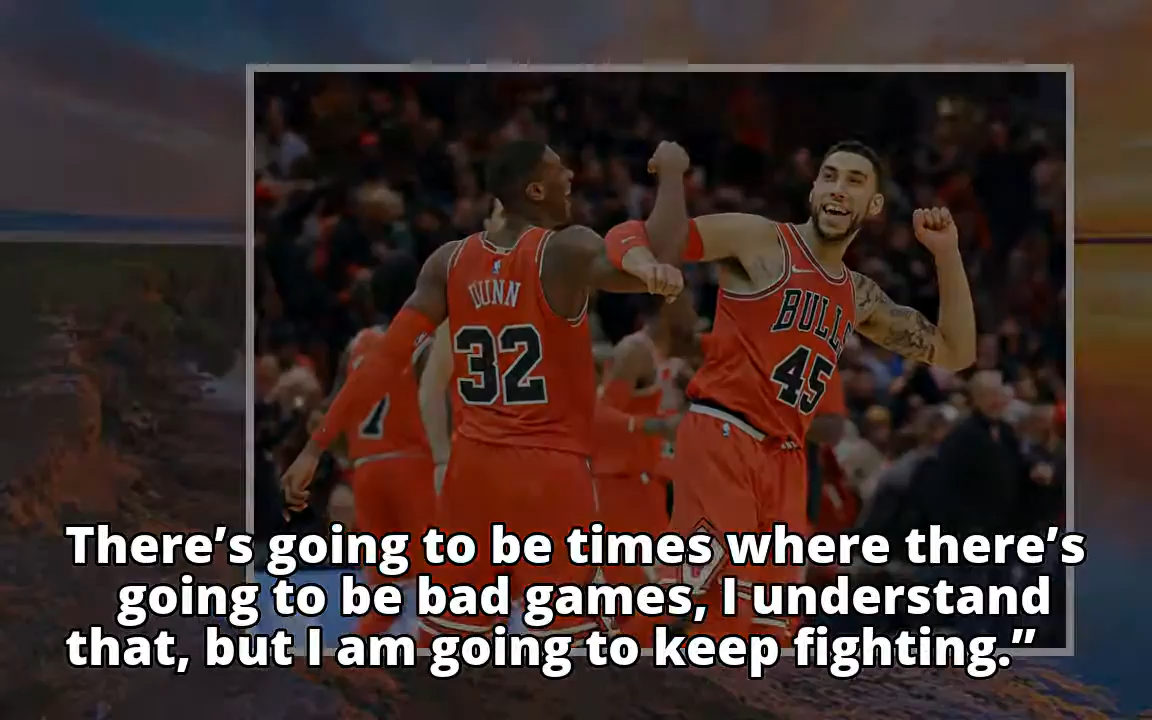 DUNN
32
BULLS
45
There’s going to be times where there’s
going to be bad games, I understand
that, but I am going to keep fighting.”